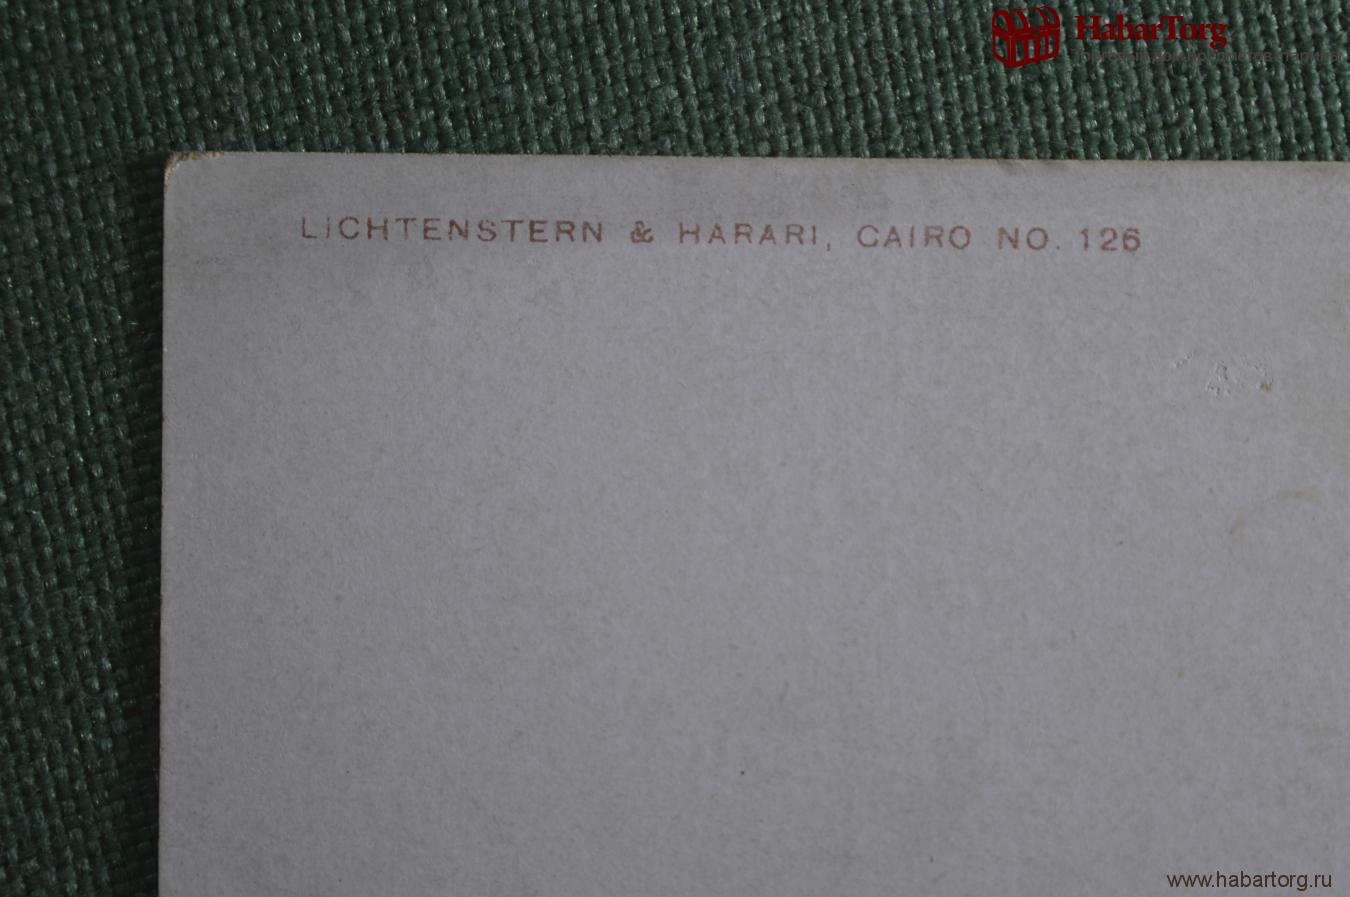 HabarTorg
LICHTENSTERN & HARARI, CAIRO NO. 126
www.habartorg.ru